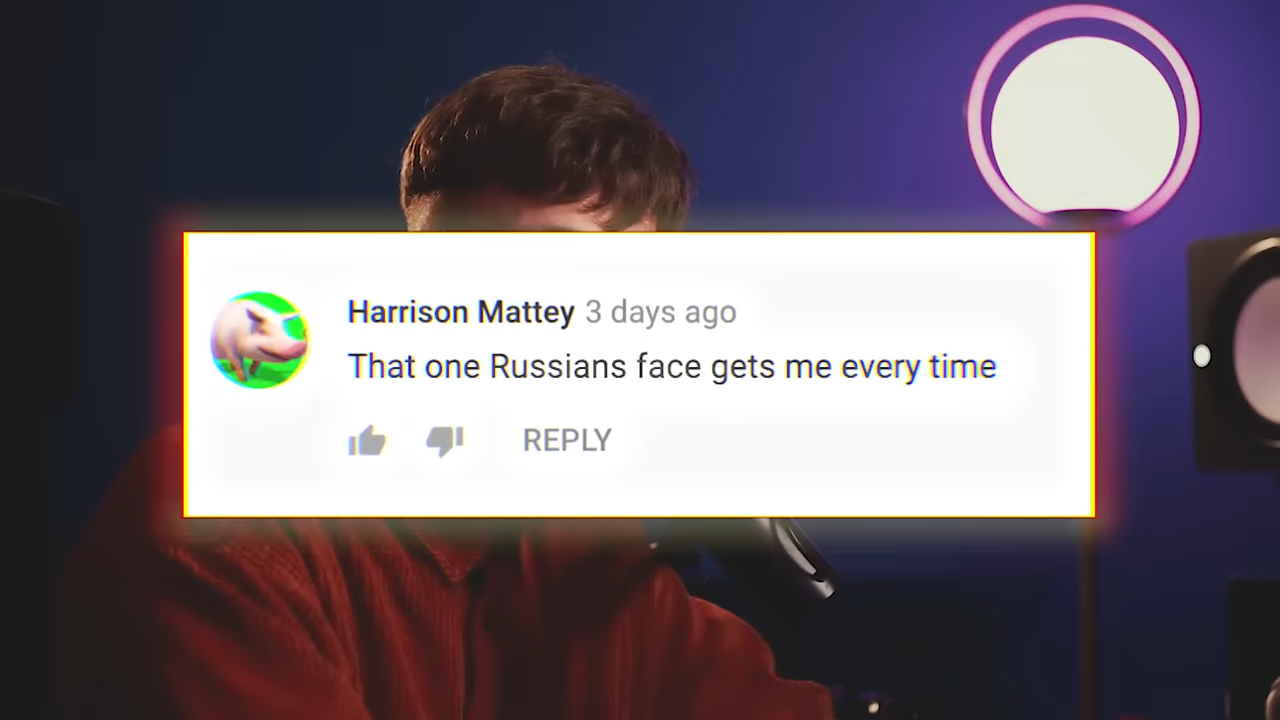 Harrison Mattey 3 days ago
That one Russians face gets me every time
REPLY